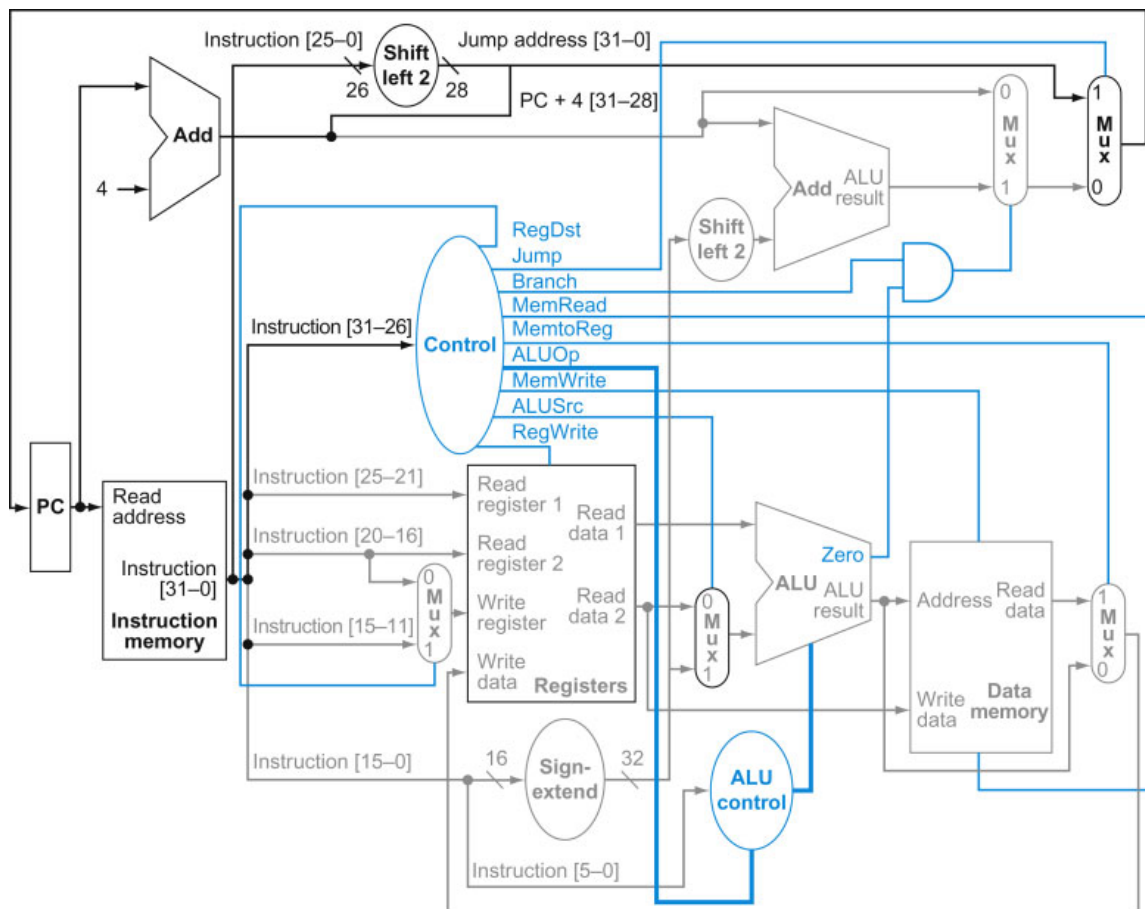 Instruction [25–0]
Shift
left 2
Jump address [31–0]
26
28
PC + 4 [31–28]
Add
4
0
M
u
x
1
1
M
u
x
0
Add
ALU
result
Shift
left 2
RegDst
Jump
Branch
MemRead
MemtoReg
ALUOp
MemWrite
ALUSrc
RegWrite
Instruction [31–26]
Control
PC
Read
address
Instruction
[31–0]
Instruction
memory
Instruction [25–21]
Instruction [20–16]
Instruction [15–11]
0
M
u
x
1
Read
register 1
Read
register 2
Write
register
Write
data
Read
data 1
Read
data 2
Registers
0
M
u
x
1
Zero
ALU
ALU
result
Address
Read
data
Write
data
Data
memory
1
M
u
x
0
Instruction [15–0]
16
Sign-
extend
32
ALU
control
Instruction [5–0]